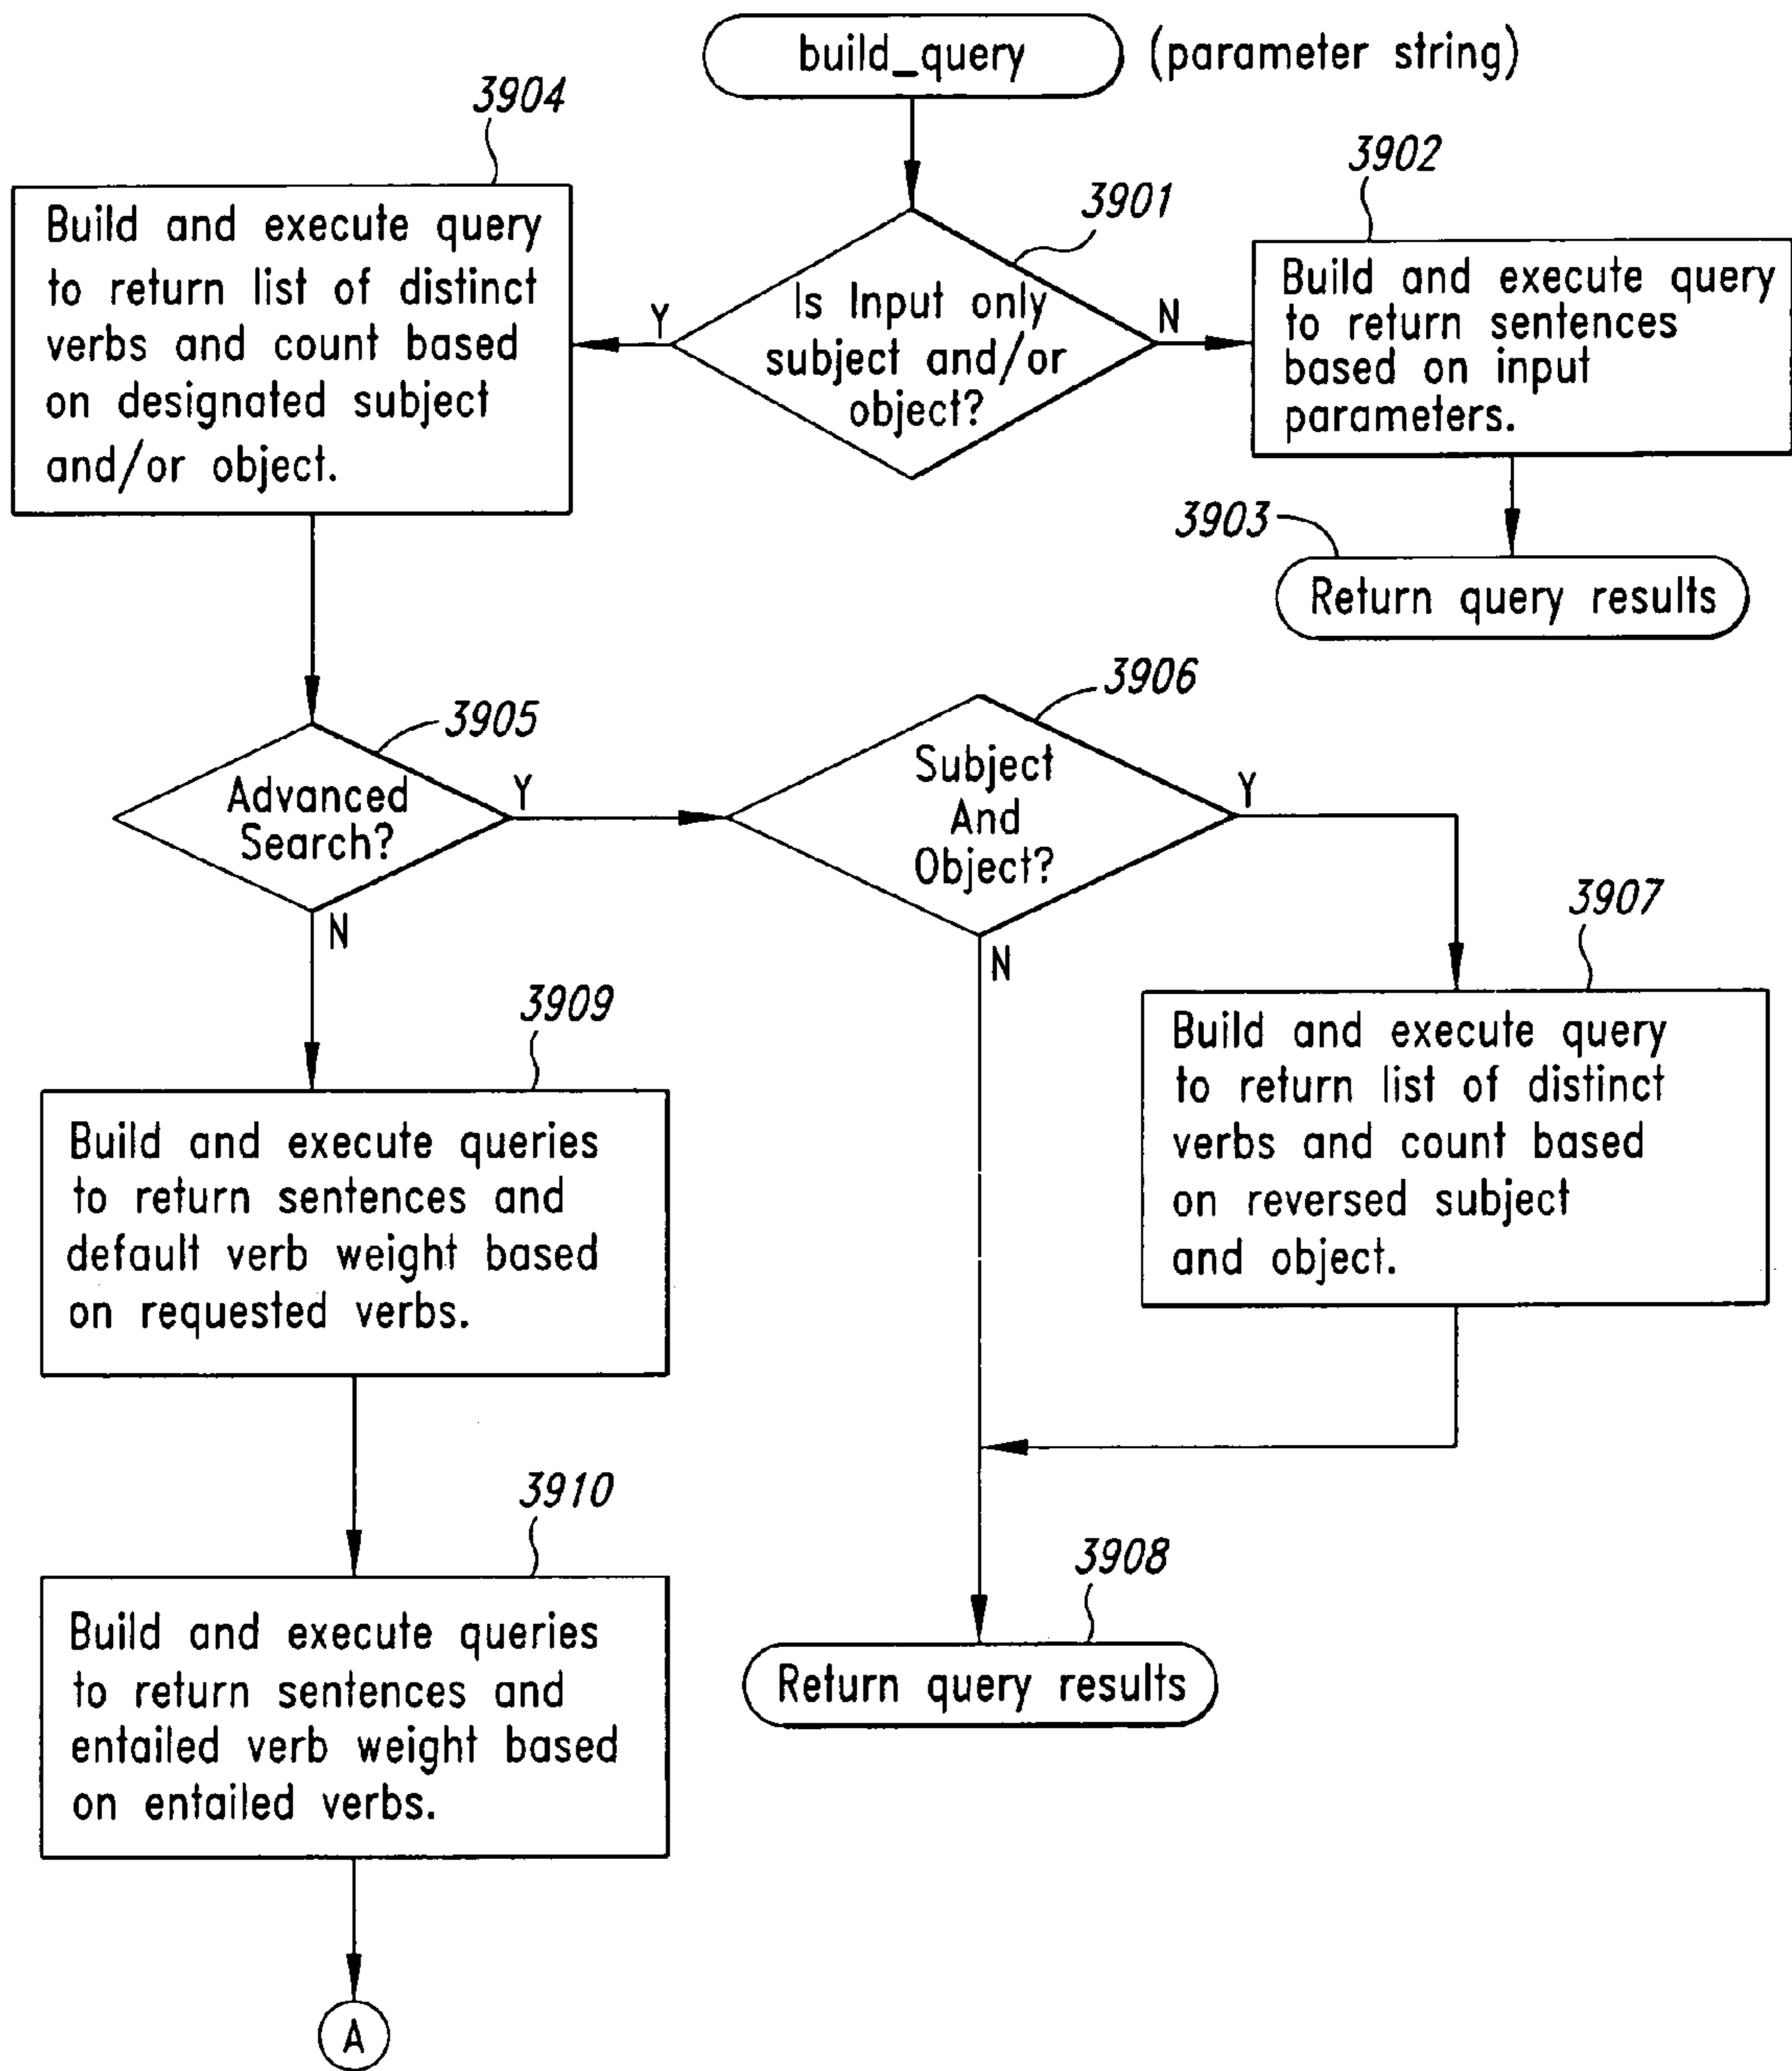 build_query (parameter string)
3904
Build and execute query
to return list of distinct
verbs and count based
on designated subject
and/or object.
3901
Is Input only
subject and/or
object?
Y
N
3902
Build and execute query
to return sentences
based on input
parameters.
3903
Return query results
3905
Advanced
Search?
Y
N
3906
Subject
And
Object?
Y
N
3907
Build and execute query
to return list of distinct
verbs and count based
on reversed subject
and object.
3909
Build and execute queries
to return sentences and
default verb weight based
on requested verbs.
3910
Build and execute queries
to return sentences and
entailed verb weight based
on entailed verbs.
3908
Return query results
A